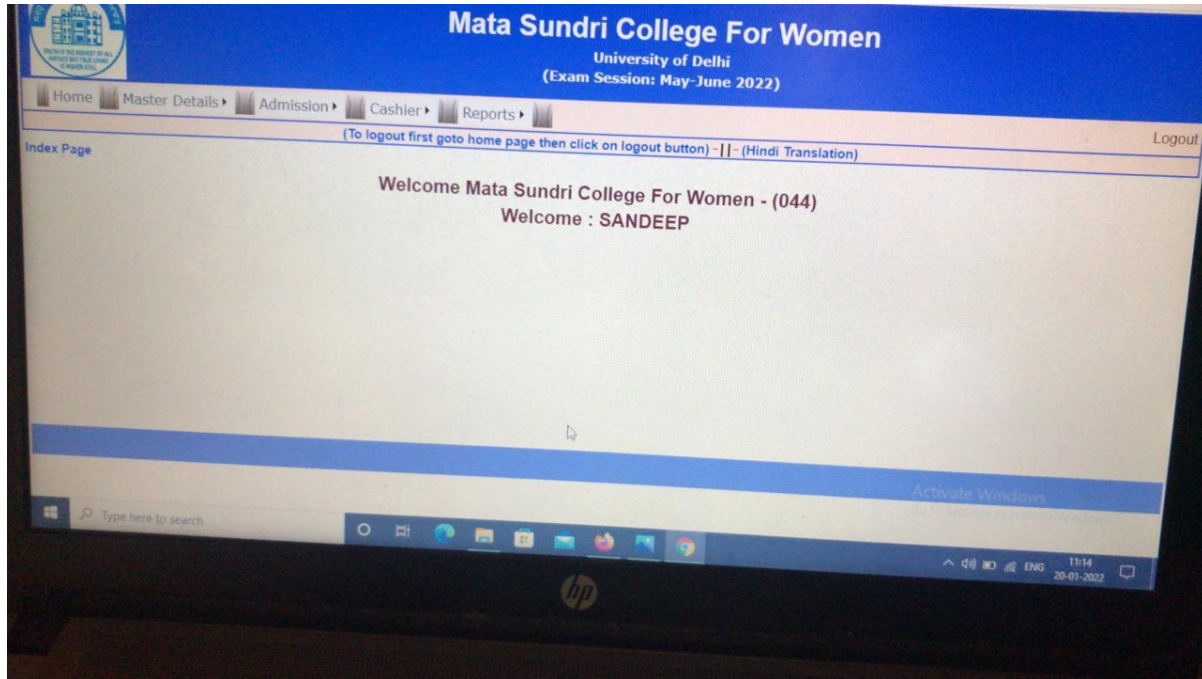 Mata Sundri College For Women
University of Delhi
(Exam Session: May-June 2022)
Home Master Details Admission Cashier Reports
Logout
(To logout first goto home page then click on logout button) -||- (Hindi Translation)
Index Page
Welcome Mata Sundri College For Women - (044)
Welcome : SANDEEP
Activate Windows
Type here to search
ENG
11:14
20-01-2022
hp